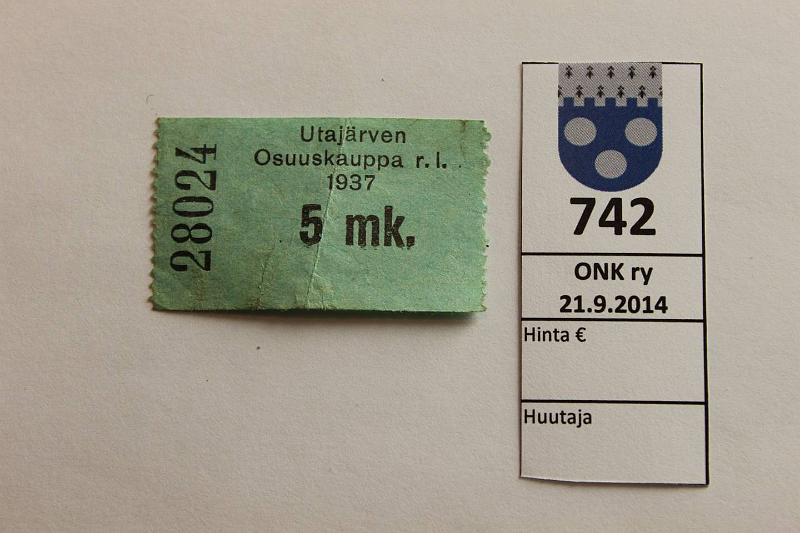 28024
Utajärven
Osuuskauppa r.l.
1937
5 mk.
742
ONK ry
21.9.2014
Hinta €
Huutaja